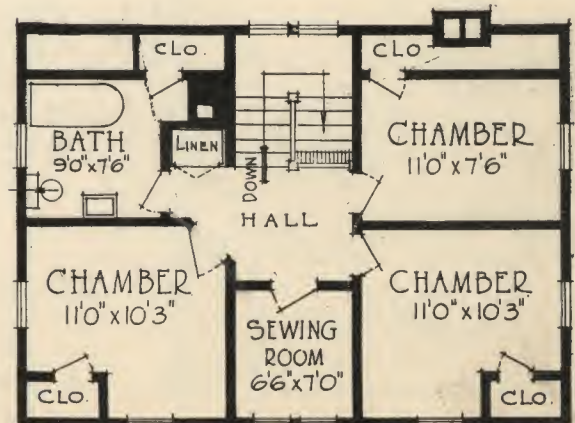 CLO.
CLO
BATH
9'0"x7'6"
LINEN
CHAMBER
11'0"x7'6"
DOWN
HALL
CHAMBER
11'0"x10'3"
SEWING
ROOM
6'6"x7'0"
CHAMBER
11'0"x10'3"
CLO.
CLO.